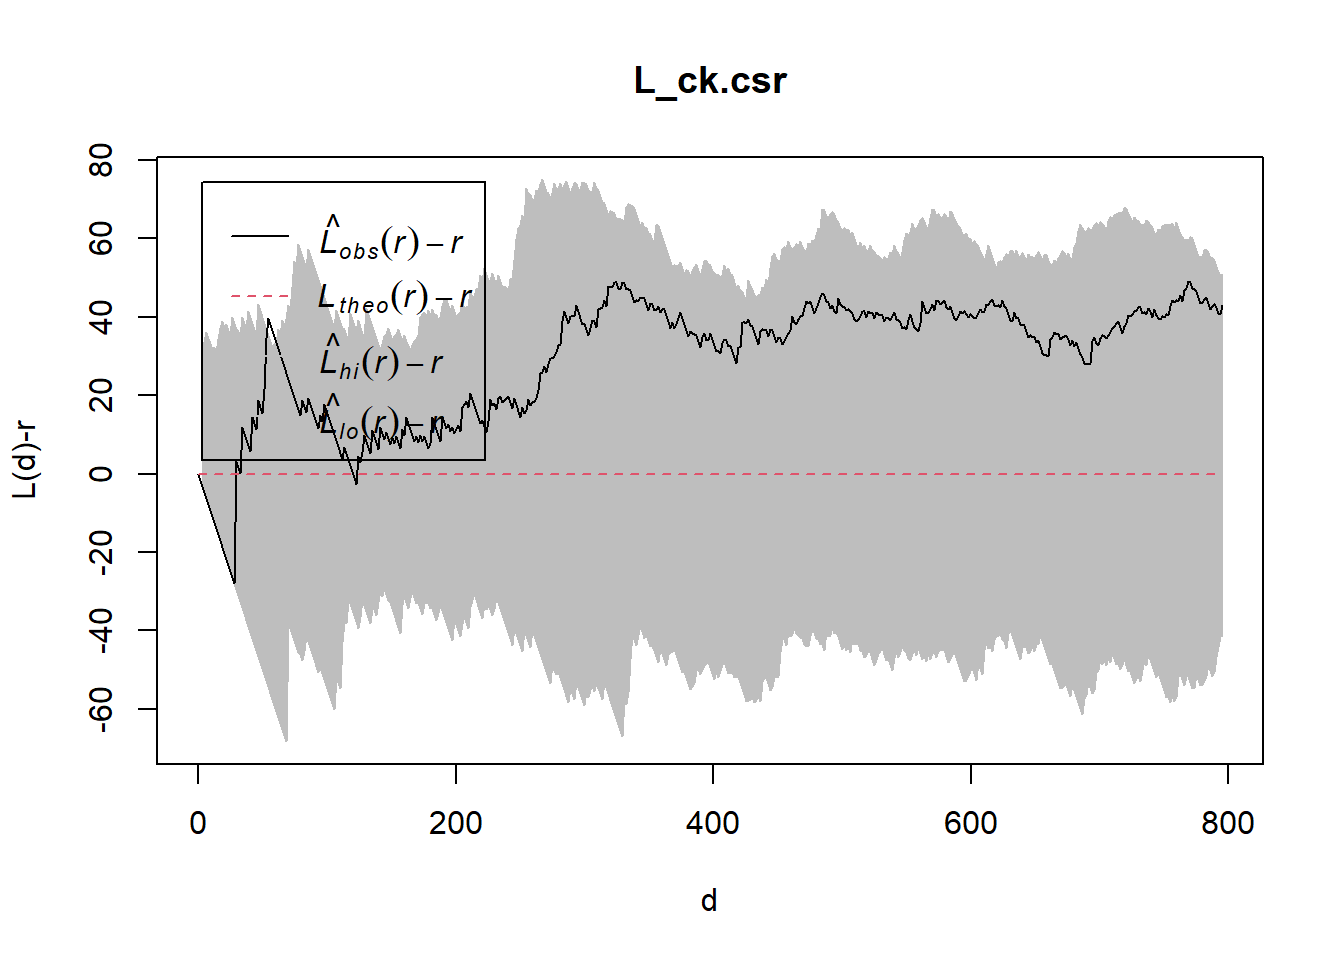 L_ck.csr
L(d)-r
80
60
40
20
0
-20
-40
-60
L̂obs(r) – r
Ltheo(r) – r
L̂hi(r) – r
L̂lo(r) – r
0 200 400 600 800
d